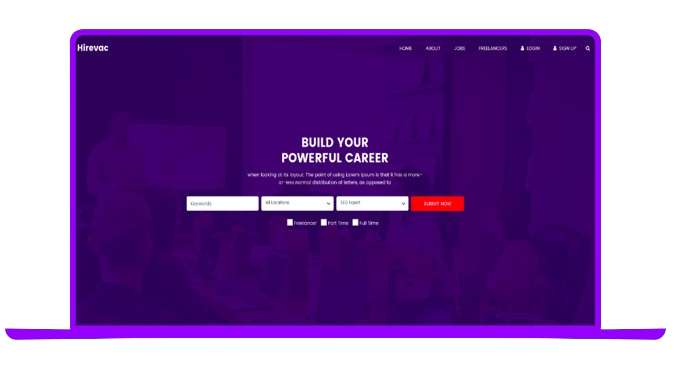 Hirevac
HOME ABOUT JOBS FREELANCERS LOGIN SIGN UP
BUILD YOUR
POWERFUL CAREER
when looking at its layout. The point of using Lorem Ipsum is that it has a more-
or-less normal distribution of letters, as opposed to
Keywords All Locations SEO Expert SUBMIT NOW
Freelancer Part Time Full Time